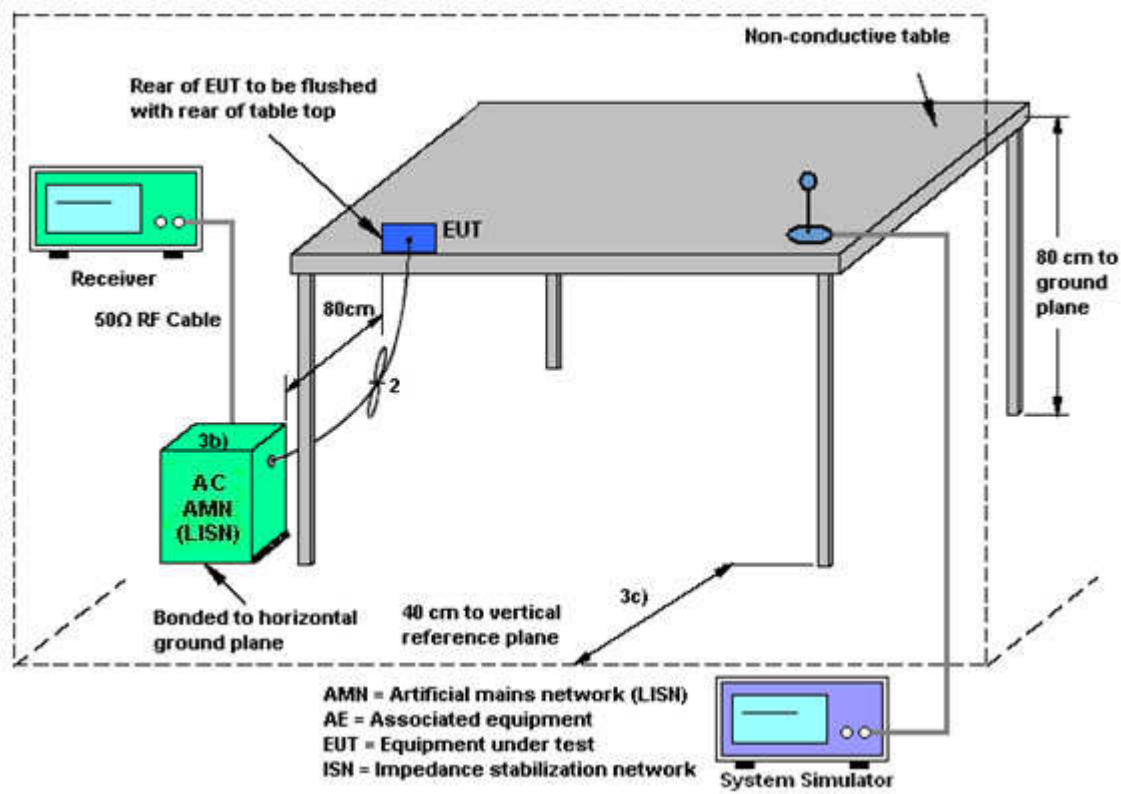 Non-conductive table
Rear of EUT to be flushed
with rear of table top
EUT
Receiver
80 cm to
ground
plane
80cm
50Ω RF Cable
2
3b)
AC
AMN
(LISN)
3c)
Bonded to horizontal
ground plane
40 cm to vertical
reference plane
AMN = Artificial mains network (LISN)
AE = Associated equipment
EUT = Equipment under test
ISN = Impedance stabilization network
System Simulator